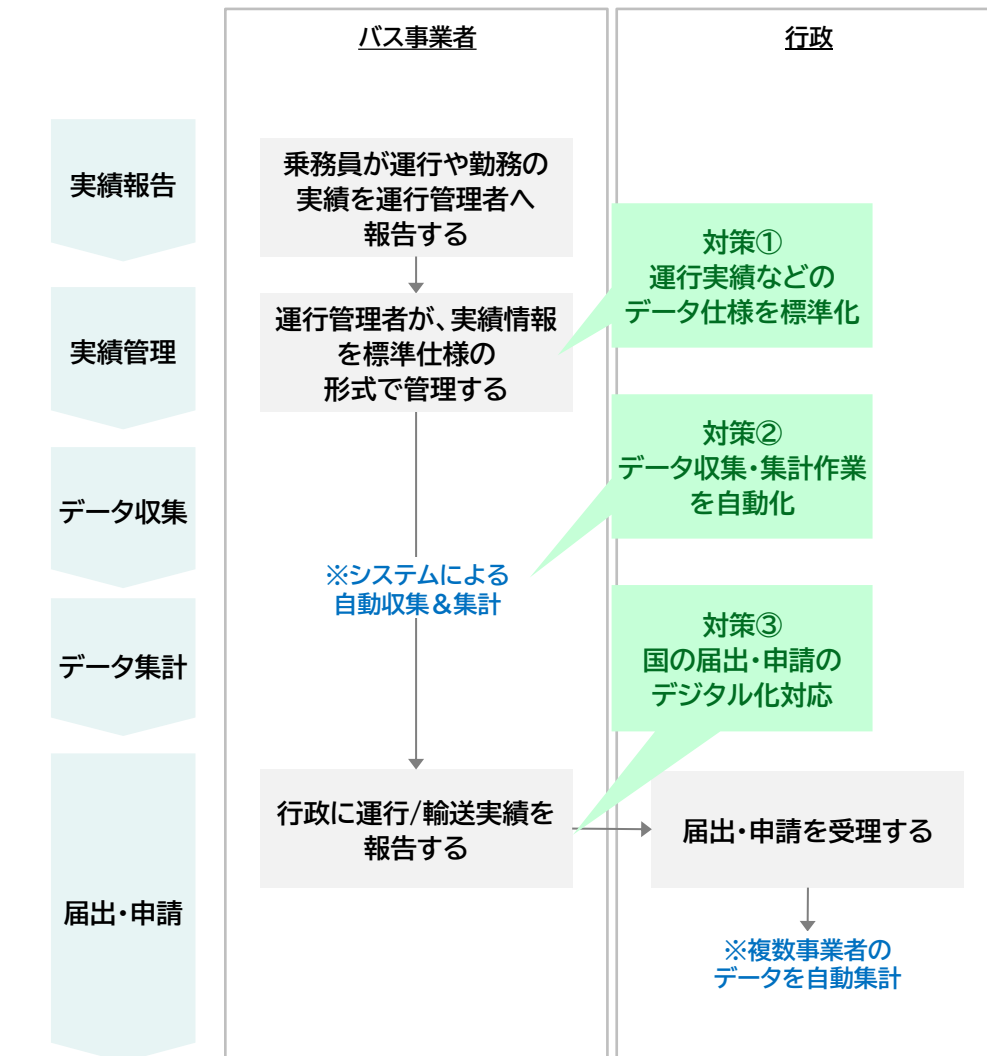 バス事業者
行政
実績報告
乗務員が運行や勤務の
実績を運行管理者へ
報告する
対策①
運行実績などの
データ仕様を標準化
実績管理
運行管理者が、実績情報
を標準仕様の
形式で管理する
対策②
データ収集・集計作業
を自動化
データ収集
※システムによる
自動収集&集計
対策③
国の届出・申請の
デジタル化対応
データ集計
行政に運行/輸送実績を
報告する
届出・申請を受理する
届出・申請
※複数事業者の
データを自動集計